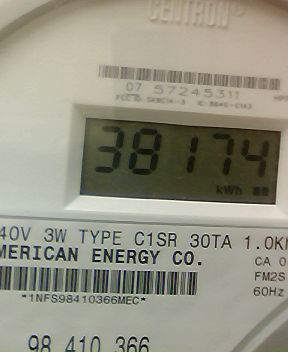 CENTRON®
07 57245311
38174
kWh
40V 3W TYPE C1SR 30TA 1.0K
MERICAN ENERGY CO.
CA 0
FM2S
60Hz
*1NFS98410366MEC*
98 410 366